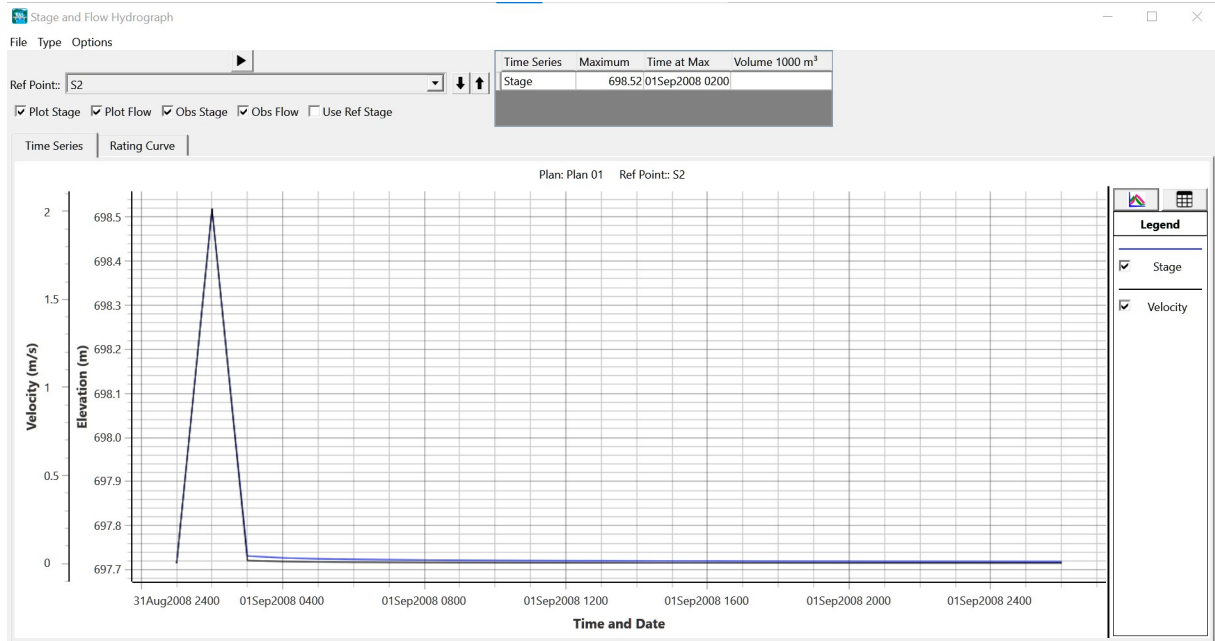 Stage and Flow Hydrograph
File Type Options
Ref Point:: S2
Plot Stage Plot Flow Obs Stage Obs Flow Use Ref Stage
Time Series Maximum Time at Max Volume 1000 m³
Stage 698.52 01Sep2008 0200
Time Series Rating Curve
Plan: Plan 01 Ref Point:: S2
Velocity (m/s)
2
1.5
1
0.5
0
Elevation (m)
698.5
698.4
698.3
698.2
698.1
698.0
697.9
697.8
697.7
31Aug2008 2400 01Sep2008 0400 01Sep2008 0800 01Sep2008 1200 01Sep2008 1600 01Sep2008 2000 01Sep2008 2400
Time and Date
Legend
Stage
Velocity